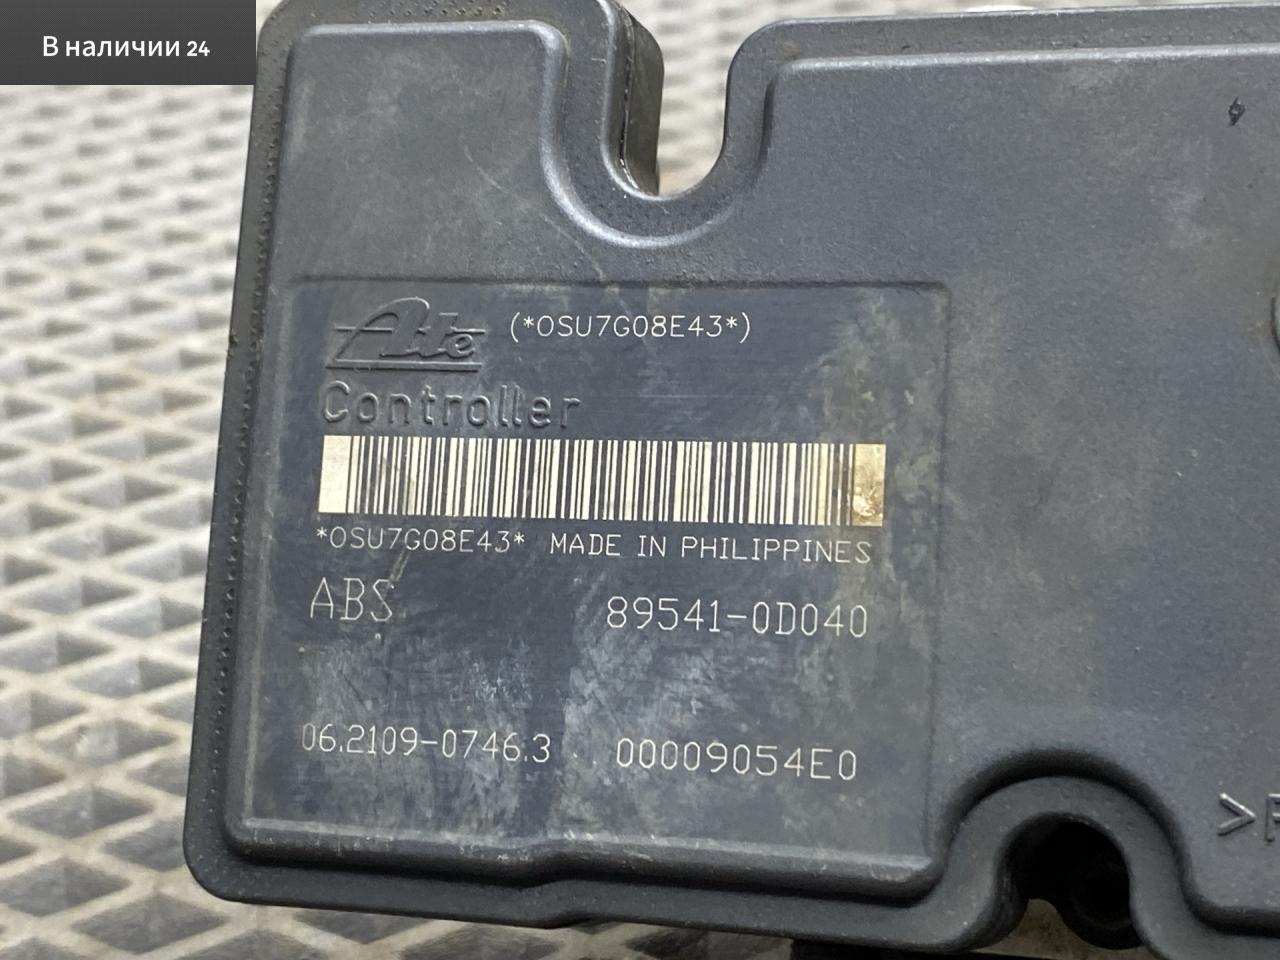 В наличии 24
Ate (*OSU7G08E43*)
Controller
*OSU7G08E43* MADE IN PHILIPPINES
ABS 89541-0D040
06.2109-0746.3 00009054E0